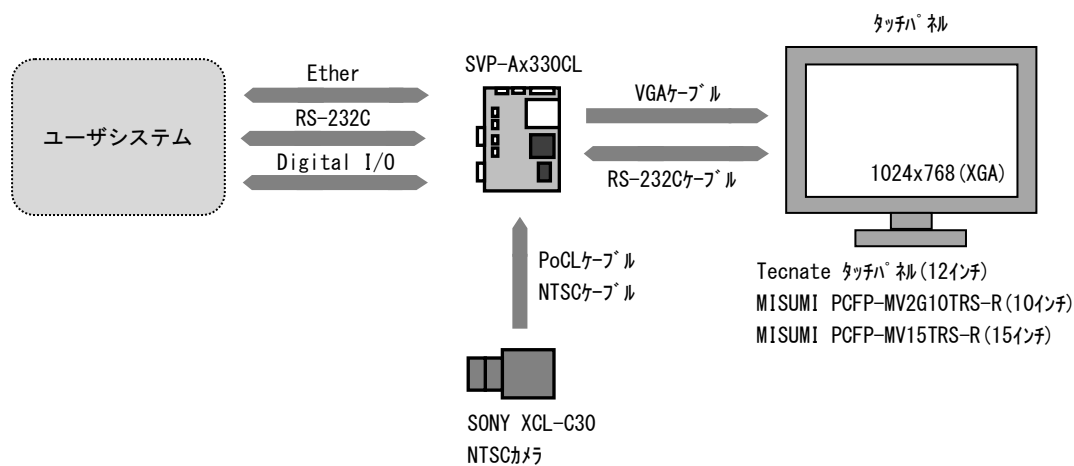 ﾀｯﾁﾊﾟﾈﾙ
SVP-Ax330CL
Ether
VGAｹｰﾌﾞﾙ
RS-232C
ユーザシステム
Digital I/O
RS-232Cｹｰﾌﾞﾙ
1024x768(XGA)
PoCLｹｰﾌﾞﾙ
NTSCｹｰﾌﾞﾙ
Tecnate ﾀｯﾁﾊﾟﾈﾙ(12ｲﾝﾁ)
MISUMI PCFP-MV2G10TRS-R(10ｲﾝﾁ)
MISUMI PCFP-MV15TRS-R(15ｲﾝﾁ)
SONY XCL-C30
NTSCｶﾒﾗ